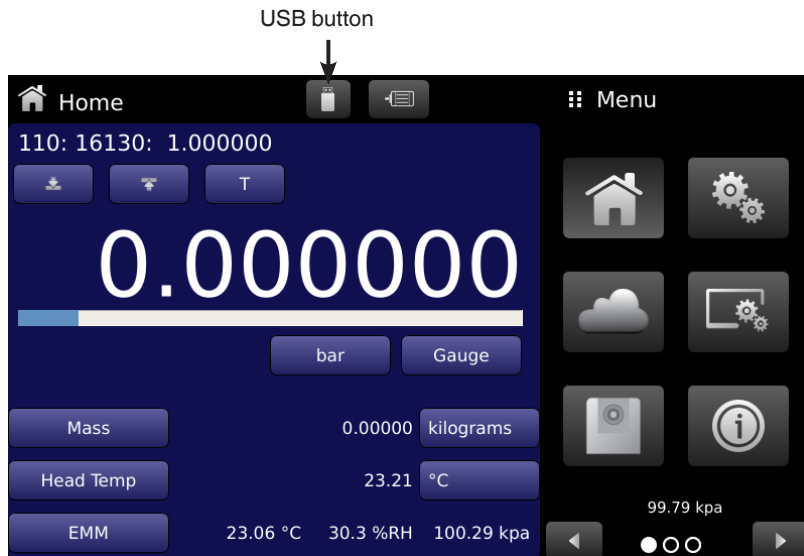 USB button
Home
Menu
110: 16130: 1.000000
T
0.000000
bar Gauge
Mass 0.00000 kilograms
Head Temp 23.21 °C
EMM 23.06 °C 30.3 %RH 100.29 kpa
99.79 kpa